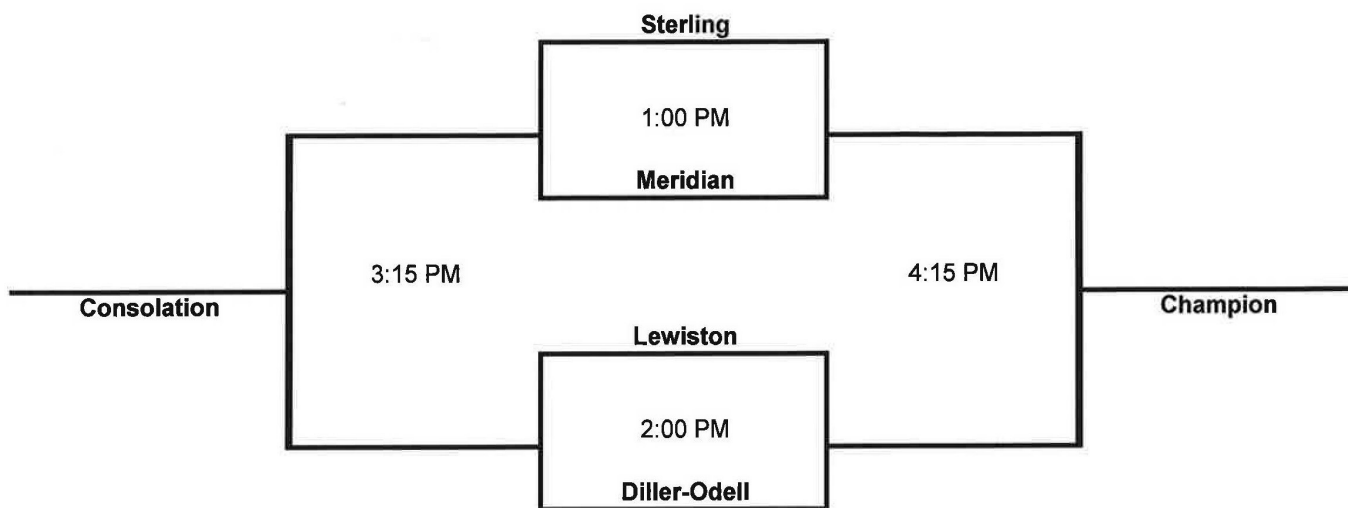 Sterling
1:00 PM
Meridian
3:15 PM
4:15 PM
Consolation
Champion
Lewiston
2:00 PM
Diller-Odell